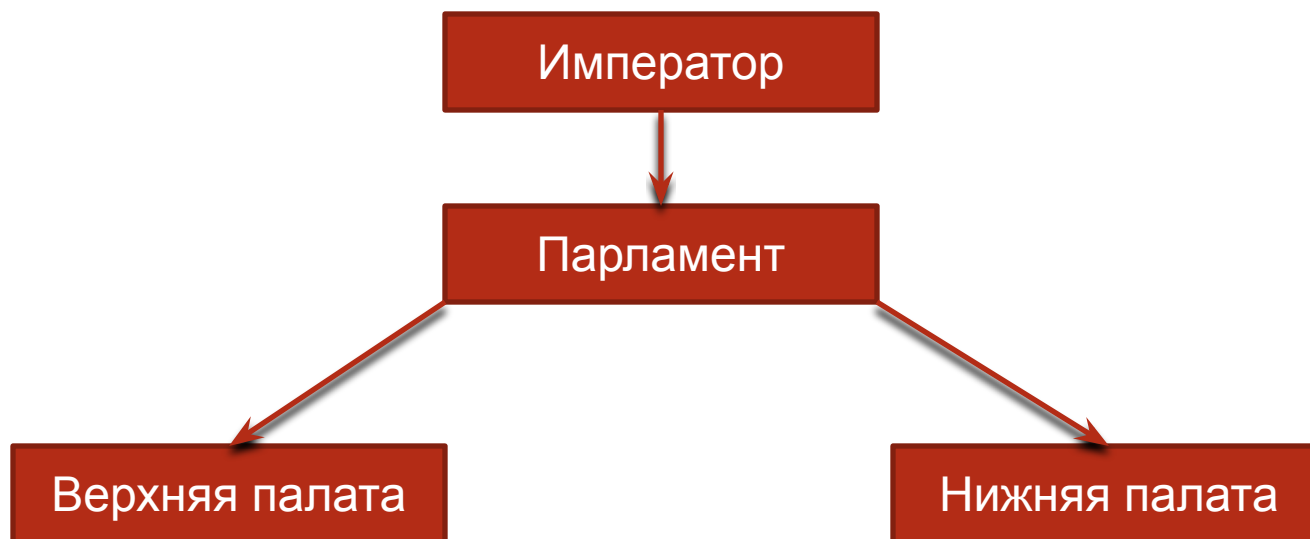 Император
Парламент
Верхняя палата
Нижняя палата